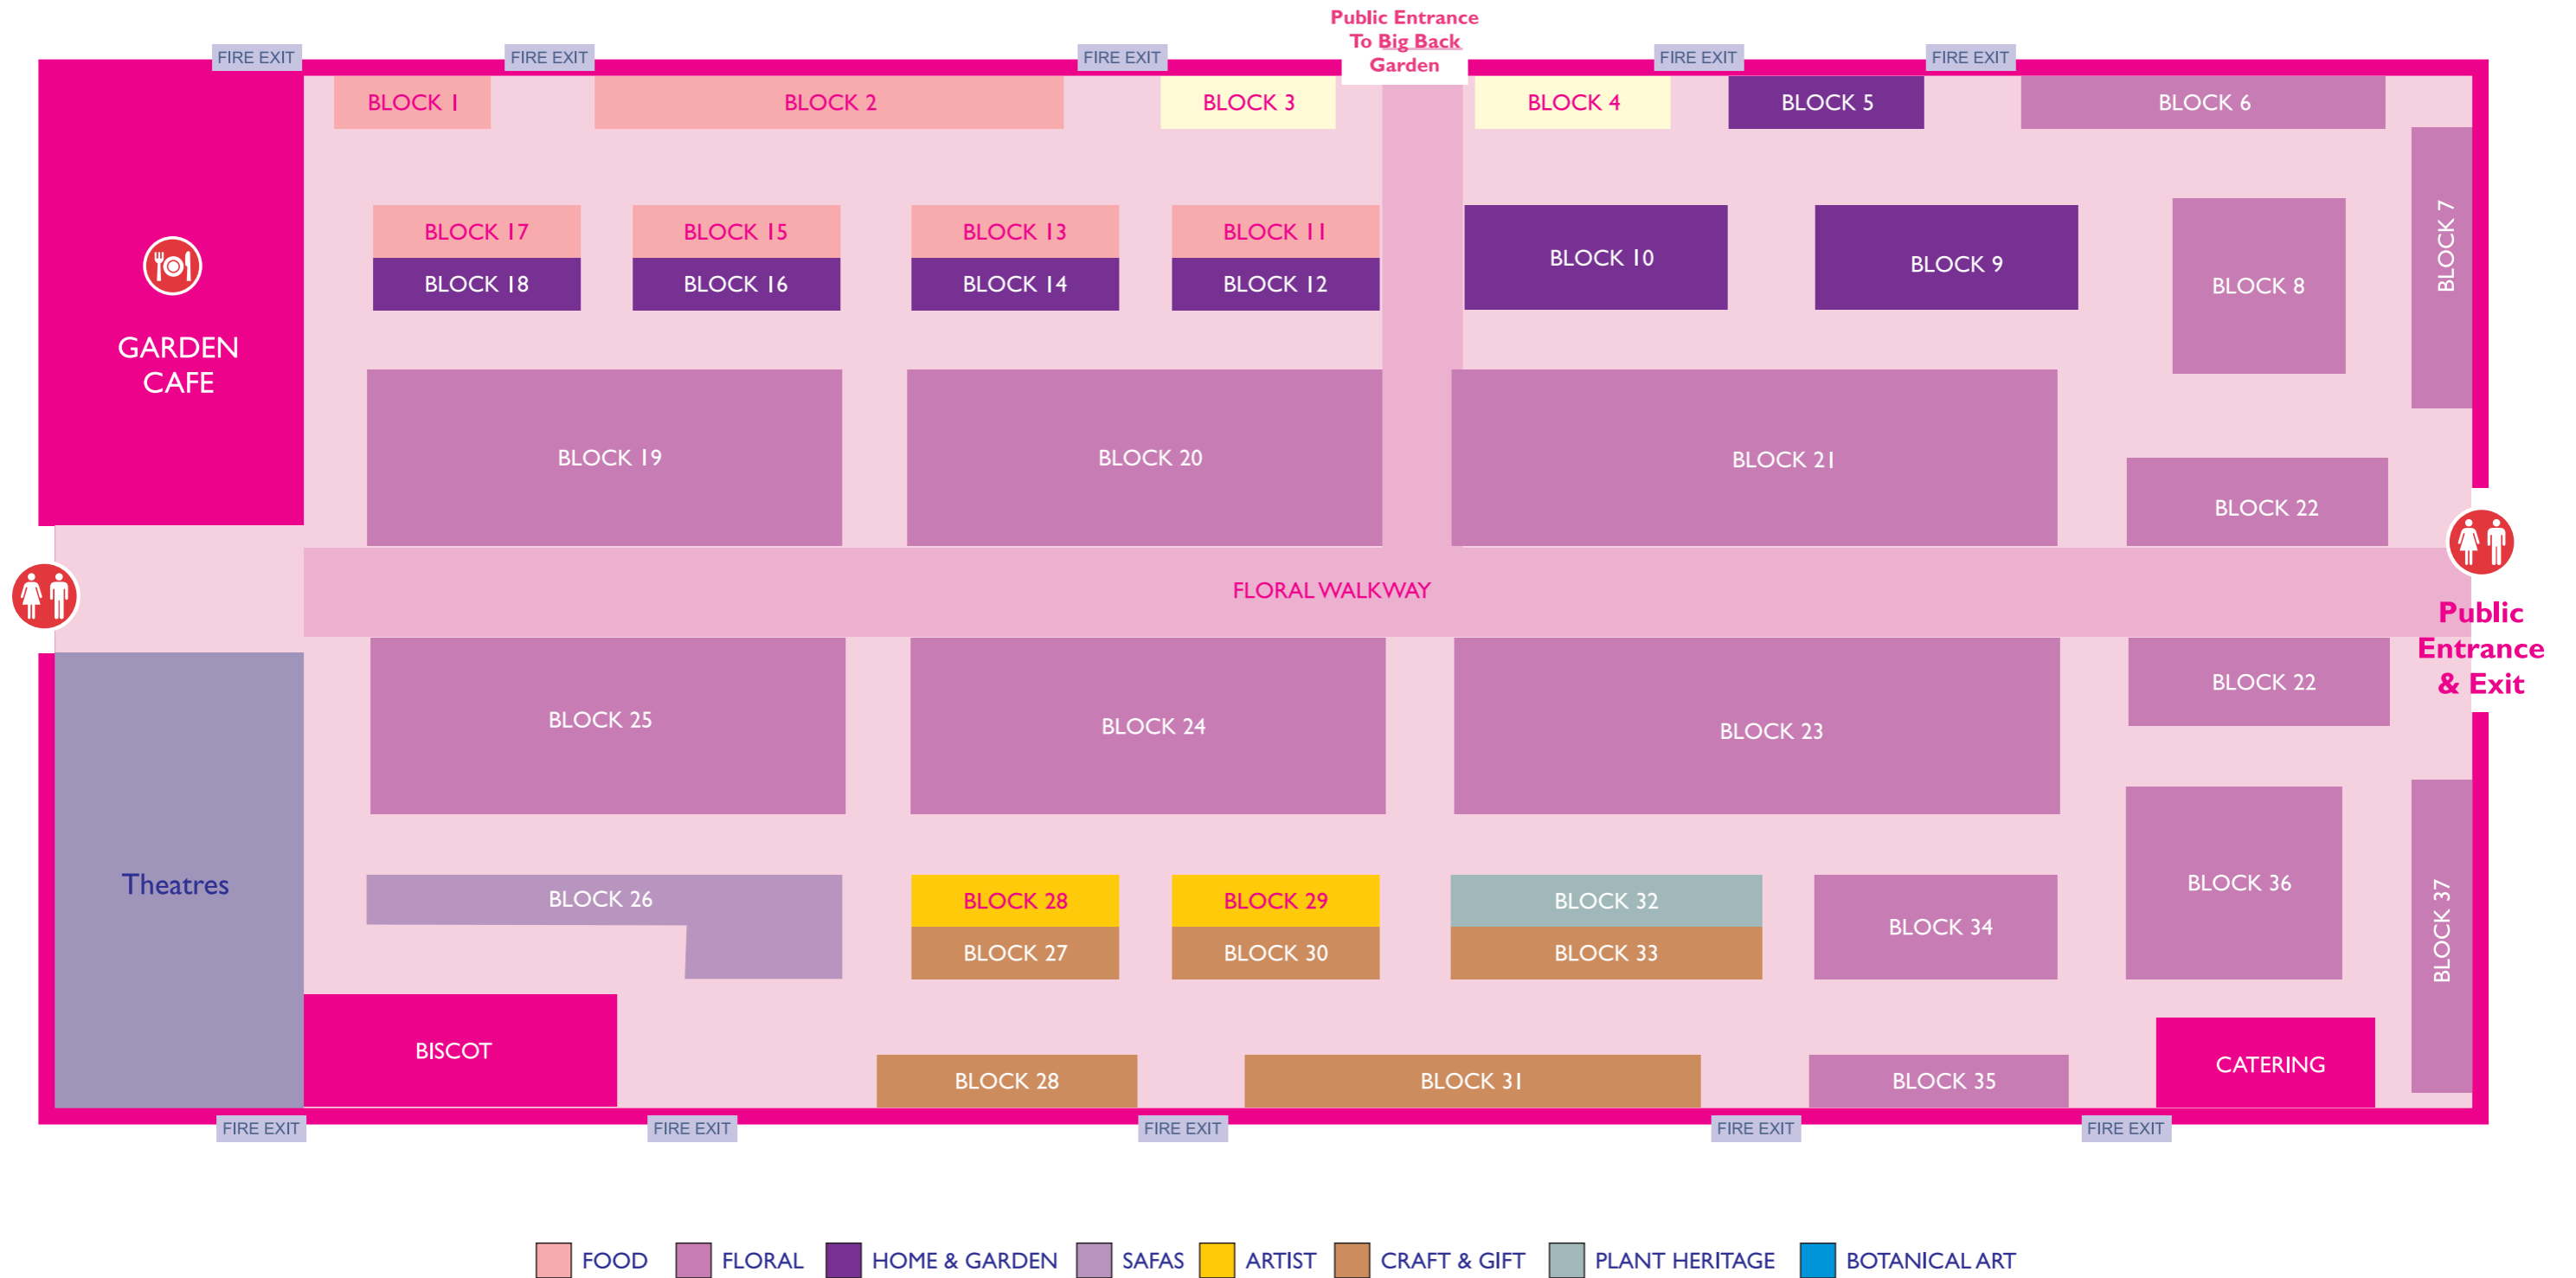 Public Entrance
To Big Back
Garden
FIRE EXIT
FIRE EXIT
FIRE EXIT
FIRE EXIT
FIRE EXIT
BLOCK 1
BLOCK 2
BLOCK 3
BLOCK 4
BLOCK 5
BLOCK 6
BLOCK 7
BLOCK 17
BLOCK 15
BLOCK 13
BLOCK 11
BLOCK 10
BLOCK 9
BLOCK 8
BLOCK 18
BLOCK 16
BLOCK 14
BLOCK 12
GARDEN
CAFE
BLOCK 19
BLOCK 20
BLOCK 21
BLOCK 22
FLORAL WALKWAY
Public
Entrance
& Exit
BLOCK 25
BLOCK 24
BLOCK 23
BLOCK 22
Theatres
BLOCK 26
BLOCK 28
BLOCK 29
BLOCK 32
BLOCK 34
BLOCK 36
BLOCK 37
BLOCK 27
BLOCK 30
BLOCK 33
BISCOT
BLOCK 28
BLOCK 31
BLOCK 35
CATERING
FIRE EXIT
FIRE EXIT
FIRE EXIT
FIRE EXIT
FIRE EXIT
FOOD
FLORAL
HOME & GARDEN
SAFAS
ARTIST
CRAFT & GIFT
PLANT HERITAGE
BOTANICAL ART